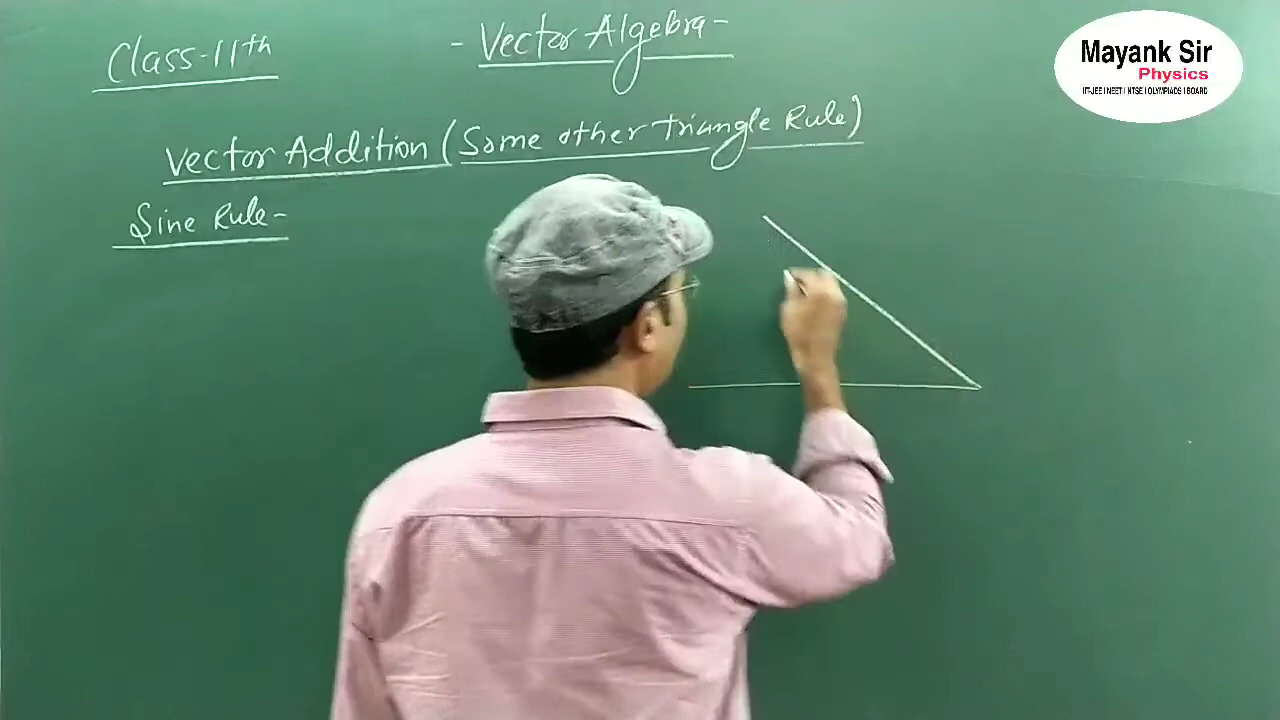 Class-11th
- Vector Algebra -
Vector Addition (Some other triangle Rule)
Sine Rule -
Mayank Sir
Physics
IIT-JEE | NEET | NTSE | OLYMPIADS | BOARD